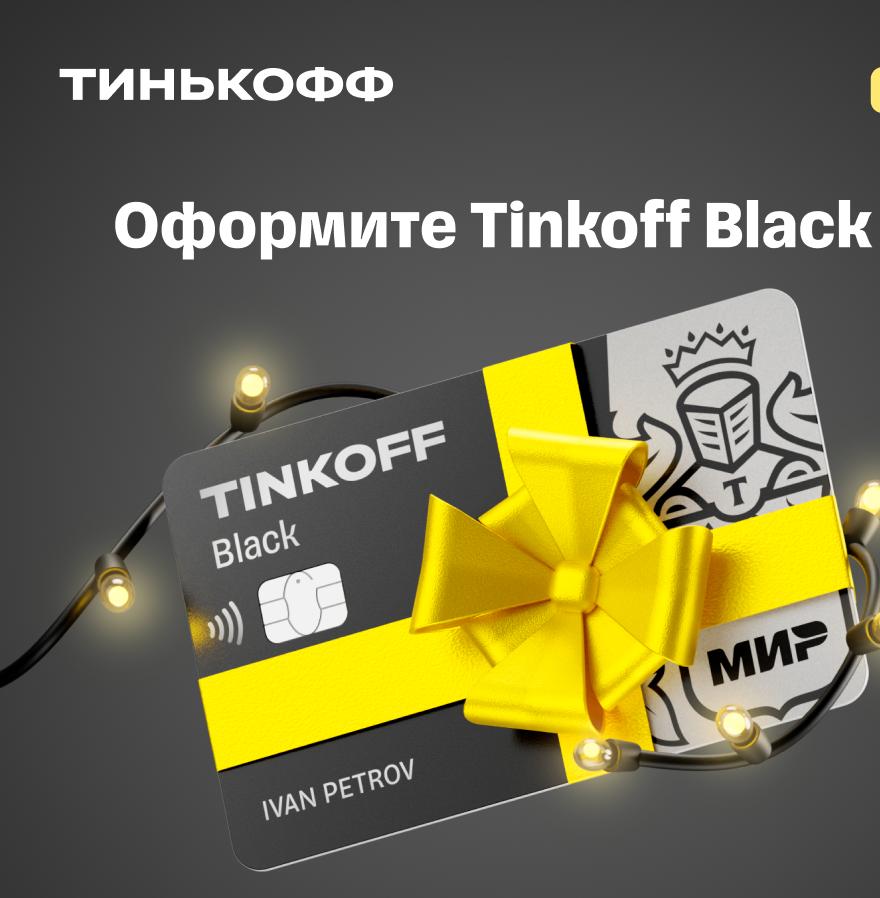 ТИНЬКОФФ
Оформите Tinkoff Black
TINKOFF
Black
Т
МИР
IVAN PETROV